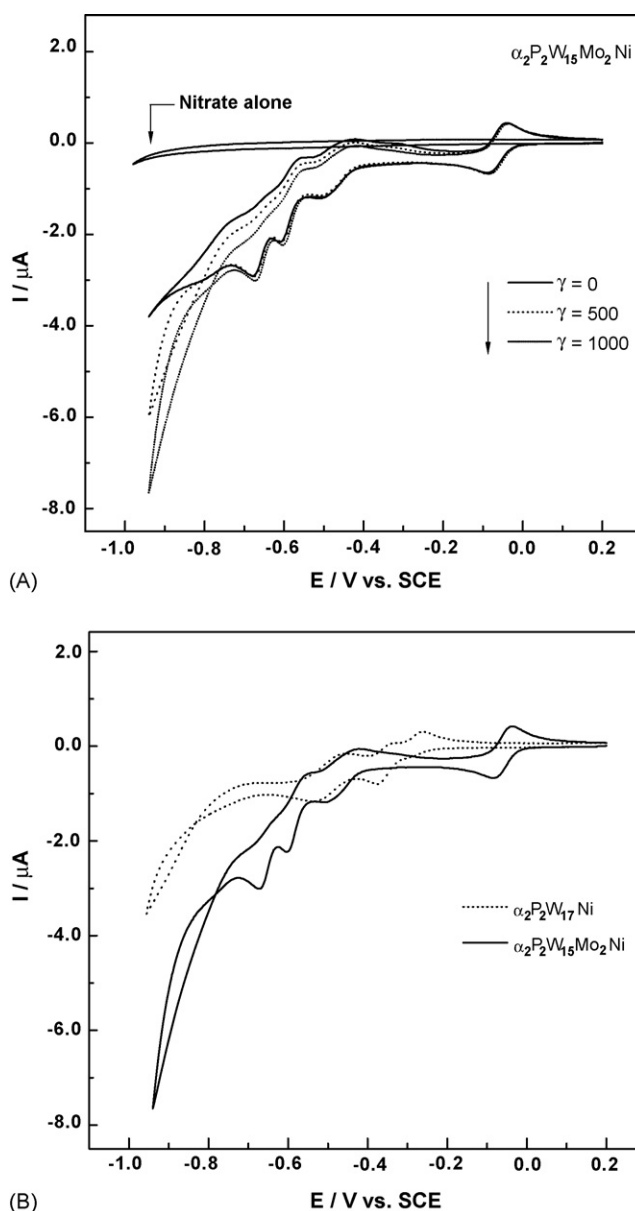 2.0
α₂P₂W₁₅Mo₂Ni
Nitrate alone
0.0
-2.0
I / µA
γ = 0
γ = 500
γ = 1000
-4.0
-6.0
-8.0
-1.0 -0.8 -0.6 -0.4 -0.2 0.0 0.2
(A) E / V vs. SCE
2.0
0.0
-2.0
I / µA
α₂P₂W₁₇Ni
α₂P₂W₁₅Mo₂Ni
-4.0
-6.0
-8.0
-1.0 -0.8 -0.6 -0.4 -0.2 0.0 0.2
(B) E / V vs. SCE